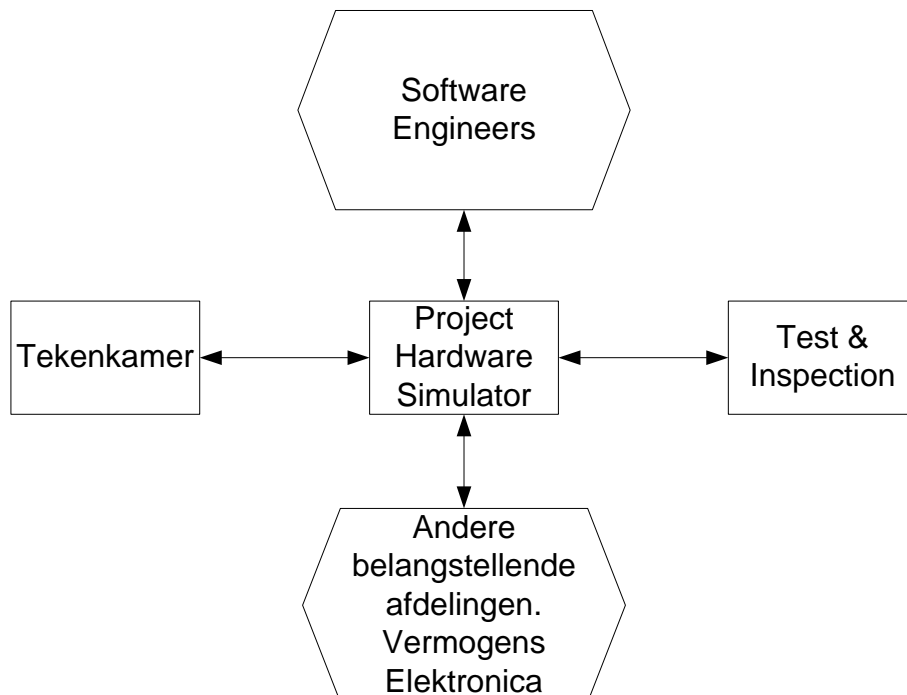 Software
Engineers
Tekenkamer
Project
Hardware
Simulator
Test &
Inspection
Andere
belangstellende
afdelingen.
Vermogens
Elektronica